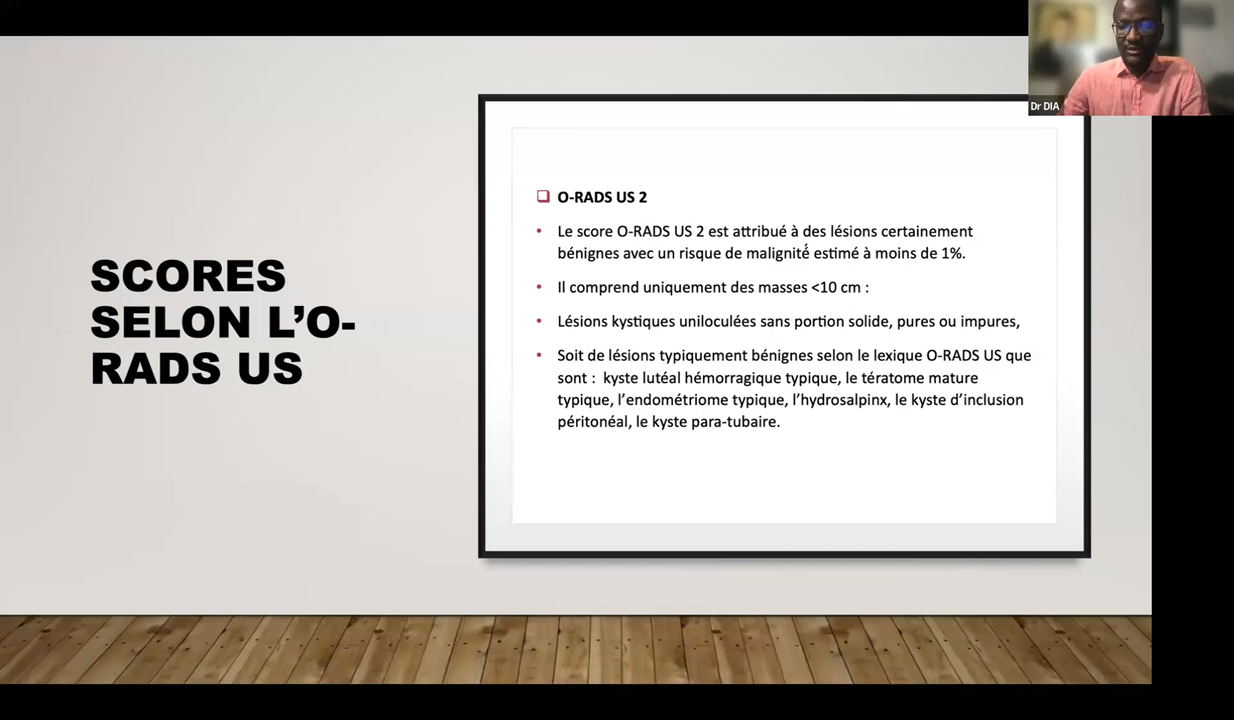 Dr DIA
SCORES
SELON L’O-
RADS US
❑ O-RADS US 2
• Le score O-RADS US 2 est attribué à des lésions certainement
bénignes avec un risque de malignité́ estimé à moins de 1%.
• Il comprend uniquement des masses <10 cm :
• Lésions kystiques uniloculées sans portion solide, pures ou impures,
• Soit de lésions typiquement bénignes selon le lexique O-RADS US que
sont : kyste lutéal hémorragique typique, le tératome mature
typique, l’endométriome typique, l’hydrosalpinx, le kyste d’inclusion
péritonéal, le kyste para-tubaire.